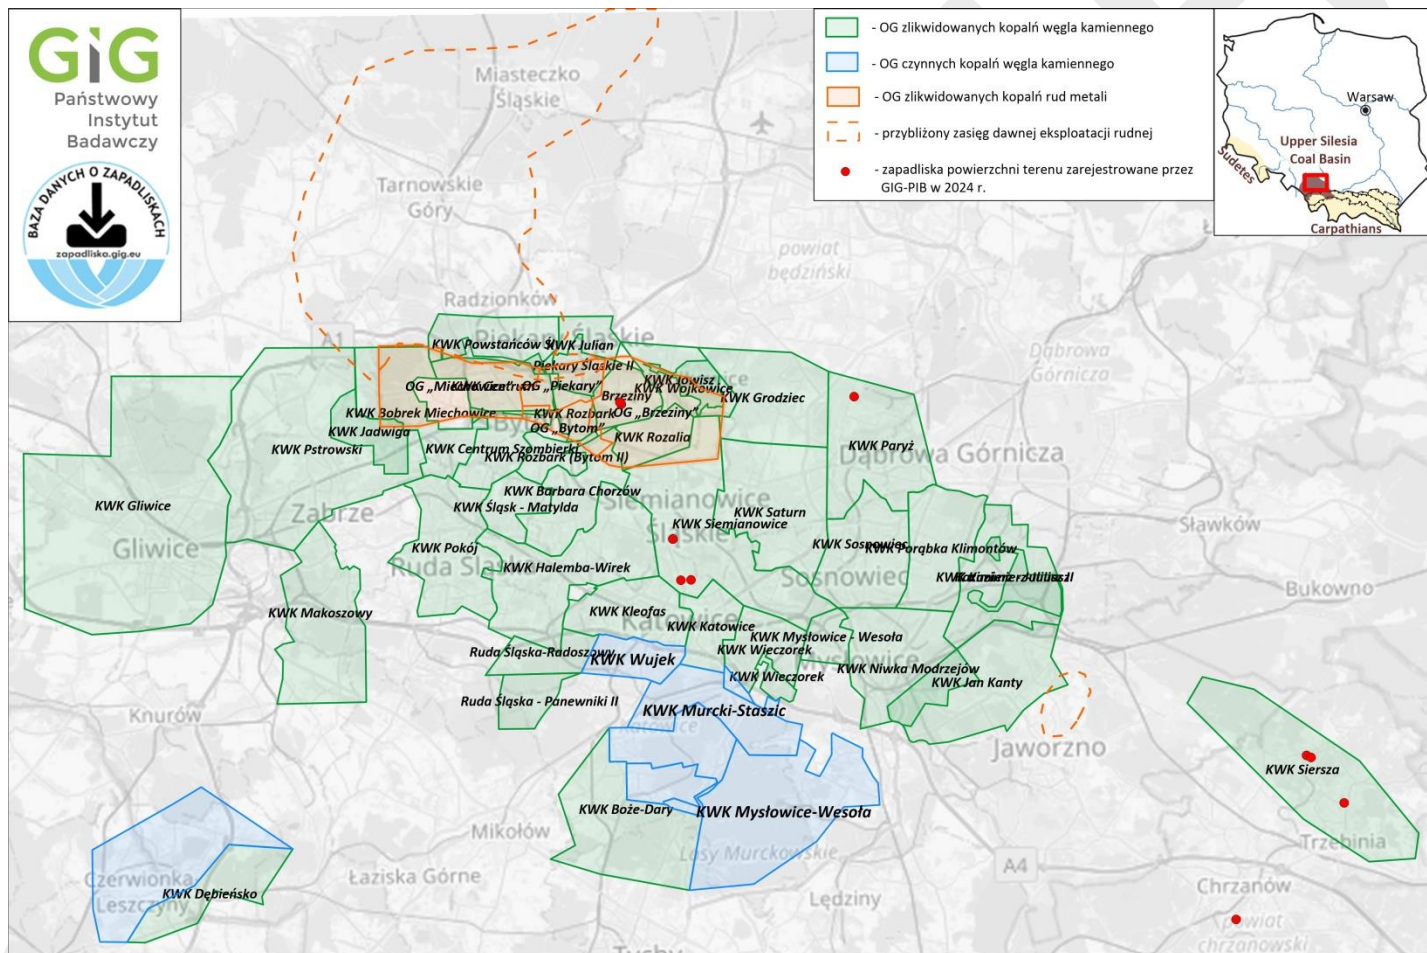 GiG
Państwowy
Instytut
Badawczy
BAZA DANYCH O ZAPADLISKACH
zapadliska.gig.eu
- OG zlikwidowanych kopalń węgla kamiennego
- OG czynnych kopalń węgla kamiennego
- OG zlikwidowanych kopalń rud metali
- przybliżony zasięg dawnej eksploatacji rudnej
- zapadliska powierzchni terenu zarejestrowane przez
GIG-PIB w 2024 r.
Warsaw
Upper Silesia
Coal Basin
Sudetes
Carpathians
Miasteczko
Śląskie
Tarnowskie
Góry
powiat
będziński
Radzionków
A1
Piekary Śląskie
KWK Powstańców Śl
KWK Julian
Dąbrowa
Górnicza
Piekary Śląskie II
OG „Piekary”
KWK Jowisz
KWK Wojkowice
Brzeziny
KWK Grodziec
OG „Brzeziny”
KWK Bobrek Miechowice
KWK Rozbark
OG „Bytom”
KWK Jadwiga
KWK Rozalia
KWK Pstrowski
KWK Centrum Szombierki
KWK Rozbark (Bytom II)
KWK Paryż
Dąbrowa Górnicza
KWK Gliwice
Zabrze
KWK Barbara Chorzów
KWK Śląsk - Matylda
Siemianowice
Śląskie
KWK Siemianowice
KWK Saturn
Sławków
Gliwice
KWK Pokój
Ruda Śląska
KWK Halemba-Wirek
KWK Sosnowiec
KWK Porąbka Klimontów
Sosnowiec
Bukowno
KWK Makoszowy
KWK Kleofas
Katowice
KWK Katowice
KWK Mysłowice - Wesoła
KWK Wieczorek
Mysłowice
Ruda Śląska-Radoszowy
KWK Wujek
KWK Wieczorek
KWK Niwka Modrzejów
KWK Jan Kanty
Ruda Śląska - Panewniki II
KWK Murcki-Staszic
Katowice
Knurów
Jaworzno
KWK Siersza
KWK Boże-Dary
KWK Mysłowice-Wesoła
Mikołów
Trzebinia
Lasy Murckowskie
A4
Czerwionka-
Leszczyny
KWK Dębieńsko
Łaziska Górne
Lędziny
Chrzanów
powiat
chrzanowski
Tychy